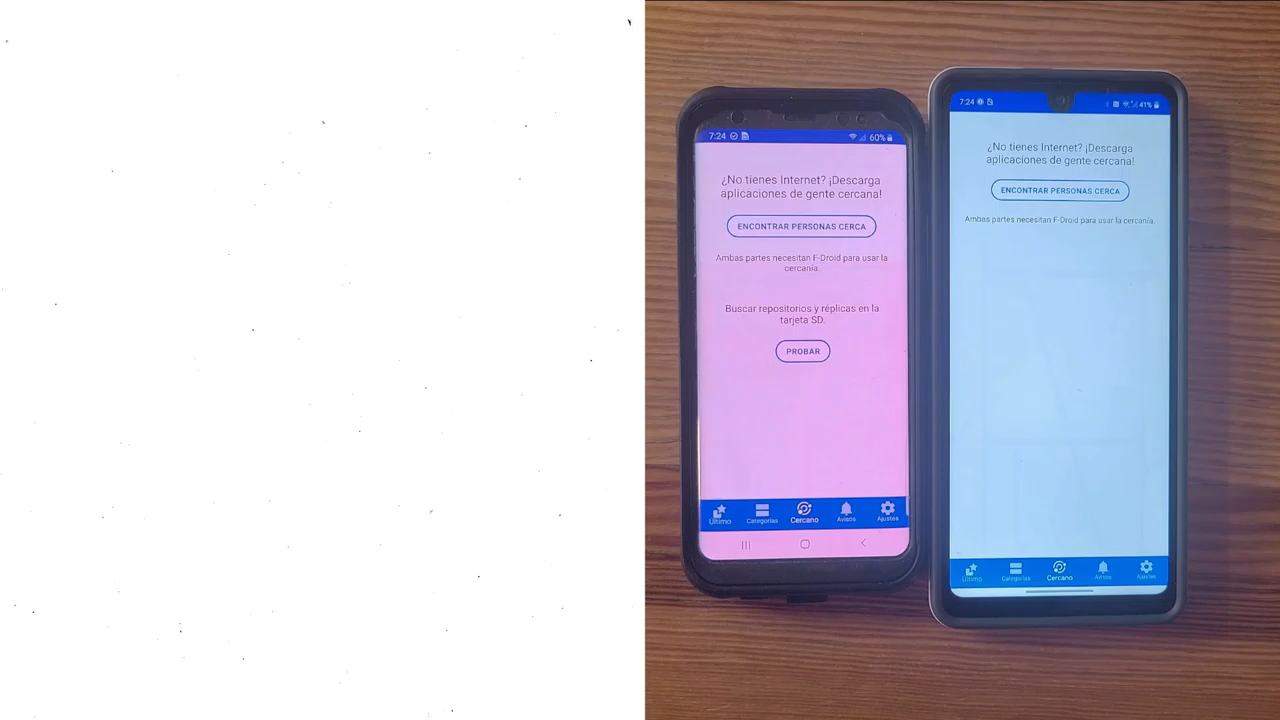 7:24
60%
¿No tienes Internet? ¡Descarga
aplicaciones de gente cercana!
ENCONTRAR PERSONAS CERCA
Ambas partes necesitan F-Droid para usar la
cercanía.
Buscar repositorios y réplicas en la
tarjeta SD.
PROBAR
Último
Categorías
Cercano
Avisos
Ajustes
7:24
41%
¿No tienes Internet? ¡Descarga
aplicaciones de gente cercana!
ENCONTRAR PERSONAS CERCA
Ambas partes necesitan F-Droid para usar la cercanía.
Último
Categorías
Cercano
Avisos
Ajustes